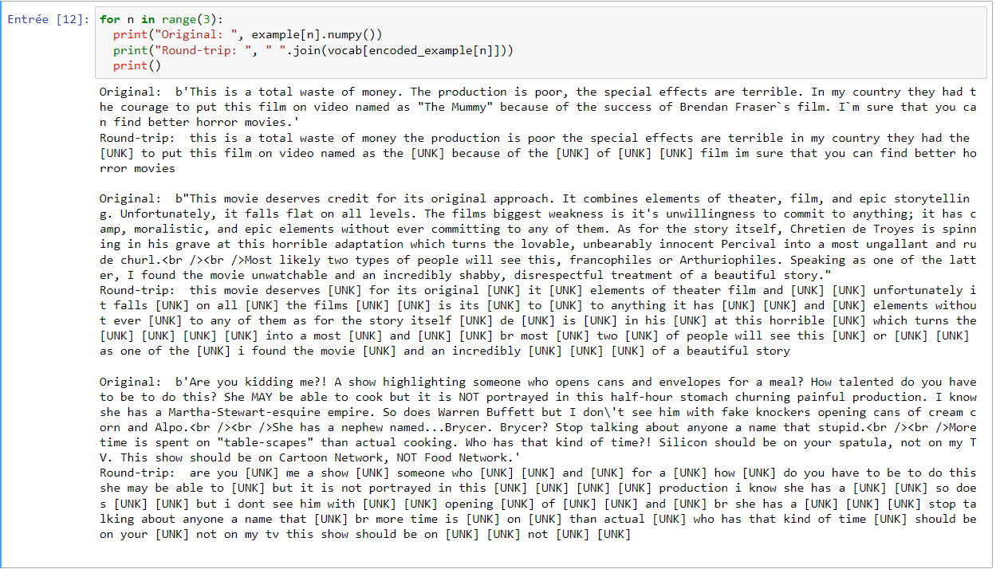 Entrée [12]: for n in range(3):
print("Original: ", example[n].numpy())
print("Round-trip: ", " ".join(vocab[encoded_example[n]]))
print()
Original:  b'This is a total waste of money. The production is poor, the special effects are terrible. In my country they had t
he courage to put this film on video named as "The Mummy" because of the success of Brendan Fraser`s film. I`m sure that you ca
n find better horror movies.'
Round-trip:  this is a total waste of money the production is poor the special effects are terrible in my country they had the
[UNK] to put this film on video named as the [UNK] because of the [UNK] of [UNK] [UNK] film im sure that you can find better ho
rror movies
Original:  b"This movie deserves credit for its original approach. It combines elements of theater, film, and epic storytellin
g. Unfortunately, it falls flat on all levels. The films biggest weakness is it's unwillingness to commit to anything; it has c
amp, moralistic, and epic elements without ever committing to any of them. As for the story itself, Chretien de Troyes is spinn
ing in his grave at this horrible adaptation which turns the lovable, unbearably innocent Percival into a most ungallant and ru
de churl.<br /><br />Most likely two types of people will see this, francophiles or Arthuriophiles. Speaking as one of the latt
er, I found the movie unwatchable and an incredibly shabby, disrespectful treatment of a beautiful story."
Round-trip:  this movie deserves [UNK] for its original [UNK] it [UNK] elements of theater film and [UNK] [UNK] unfortunately i
t falls [UNK] on all [UNK] the films [UNK] [UNK] is its [UNK] to [UNK] to anything it has [UNK] [UNK] and [UNK] elements withou
t ever [UNK] to any of them as for the story itself [UNK] de [UNK] is [UNK] in his [UNK] at this horrible [UNK] which turns the
[UNK] [UNK] [UNK] [UNK] into a most [UNK] and [UNK] [UNK] br most [UNK] two [UNK] of people will see this [UNK] or [UNK] [UNK]
as one of the [UNK] i found the movie [UNK] and an incredibly [UNK] [UNK] [UNK] of a beautiful story
Original:  b'Are you kidding me?! A show highlighting someone who opens cans and envelopes for a meal? How talented do you have
to be to do this? She MAY be able to cook but it is NOT portrayed in this half-hour stomach churning painful production. I know
she has a Martha-Stewart-esquire empire. So does Warren Buffett but I don\'t see him with fake knockers opening cans of cream c
orn and Alpo.<br /><br />She has a nephew named...Brycer. Brycer? Stop talking about anyone a name that stupid.<br /><br />More
time is spent on "table-scapes" than actual cooking. Who has that kind of time?! Silicon should be on your spatula, not on my T
V. This show should be on Cartoon Network, NOT Food Network.'
Round-trip:  are you [UNK] me a show [UNK] someone who [UNK] [UNK] and [UNK] for a [UNK] how [UNK] do you have to be to do this
she may be able to [UNK] but it is not portrayed in this [UNK] [UNK] [UNK] [UNK] production i know she has a [UNK] [UNK] so doe
s [UNK] [UNK] but i dont see him with [UNK] [UNK] opening [UNK] of [UNK] [UNK] and [UNK] br she has a [UNK] [UNK] [UNK] stop ta
lking about anyone a name that [UNK] br more time is [UNK] on [UNK] than actual [UNK] who has that kind of time [UNK] should be
on your [UNK] not on my tv this show should be on [UNK] [UNK] not [UNK] [UNK]